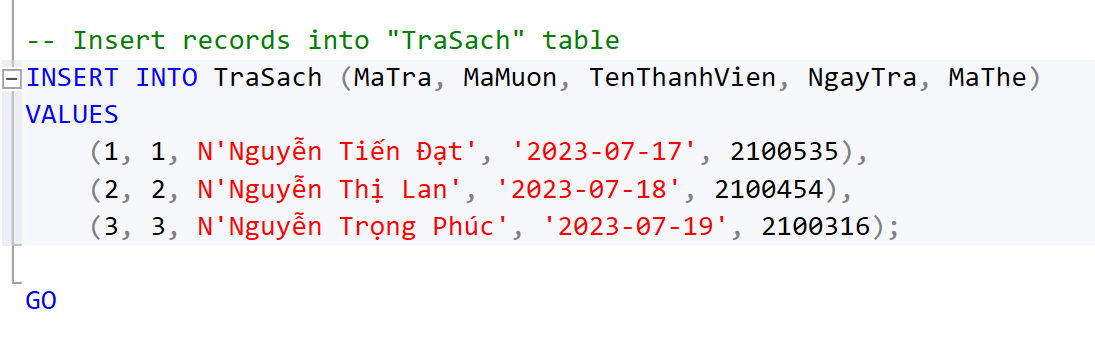 -- Insert records into "TraSach" table
INSERT INTO TraSach (MaTra, MaMuon, TenThanhVien, NgayTra, MaThe)
VALUES
(1, 1, N'Nguyễn Tiến Đạt', '2023-07-17', 2100535),
(2, 2, N'Nguyễn Thị Lan', '2023-07-18', 2100454),
(3, 3, N'Nguyễn Trọng Phúc', '2023-07-19', 2100316);
GO